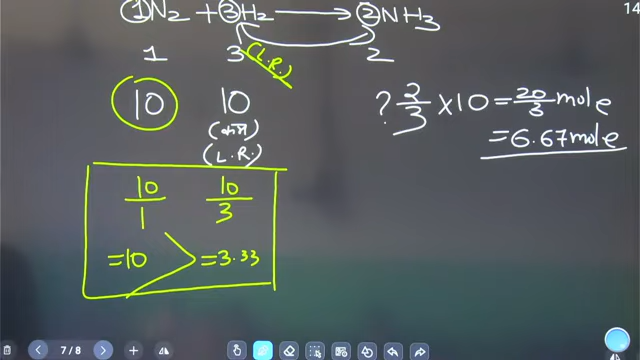 1N2 + 3H2 → 2NH3
1 3 (L.R.) 2
10 10
(कम)
(L.R.)
? 2/3 × 10 = 20/3 mole
= 6.67 mole
10/1 10/3
= 10 > = 3.33
14
7/8